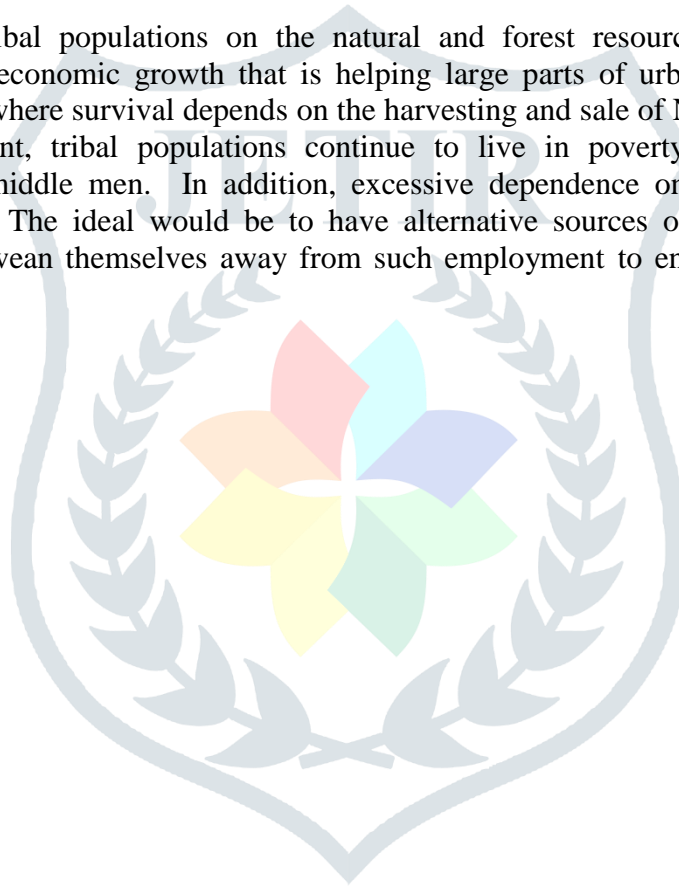 tribal populations on the natural and forest resourc
economic growth that is helping large parts of urb
where survival depends on the harvesting and sale of
nt, tribal populations continue to live in poverty
middle men. In addition, excessive dependence on
The ideal would be to have alternative sources o
wean themselves away from such employment to en
JETIR